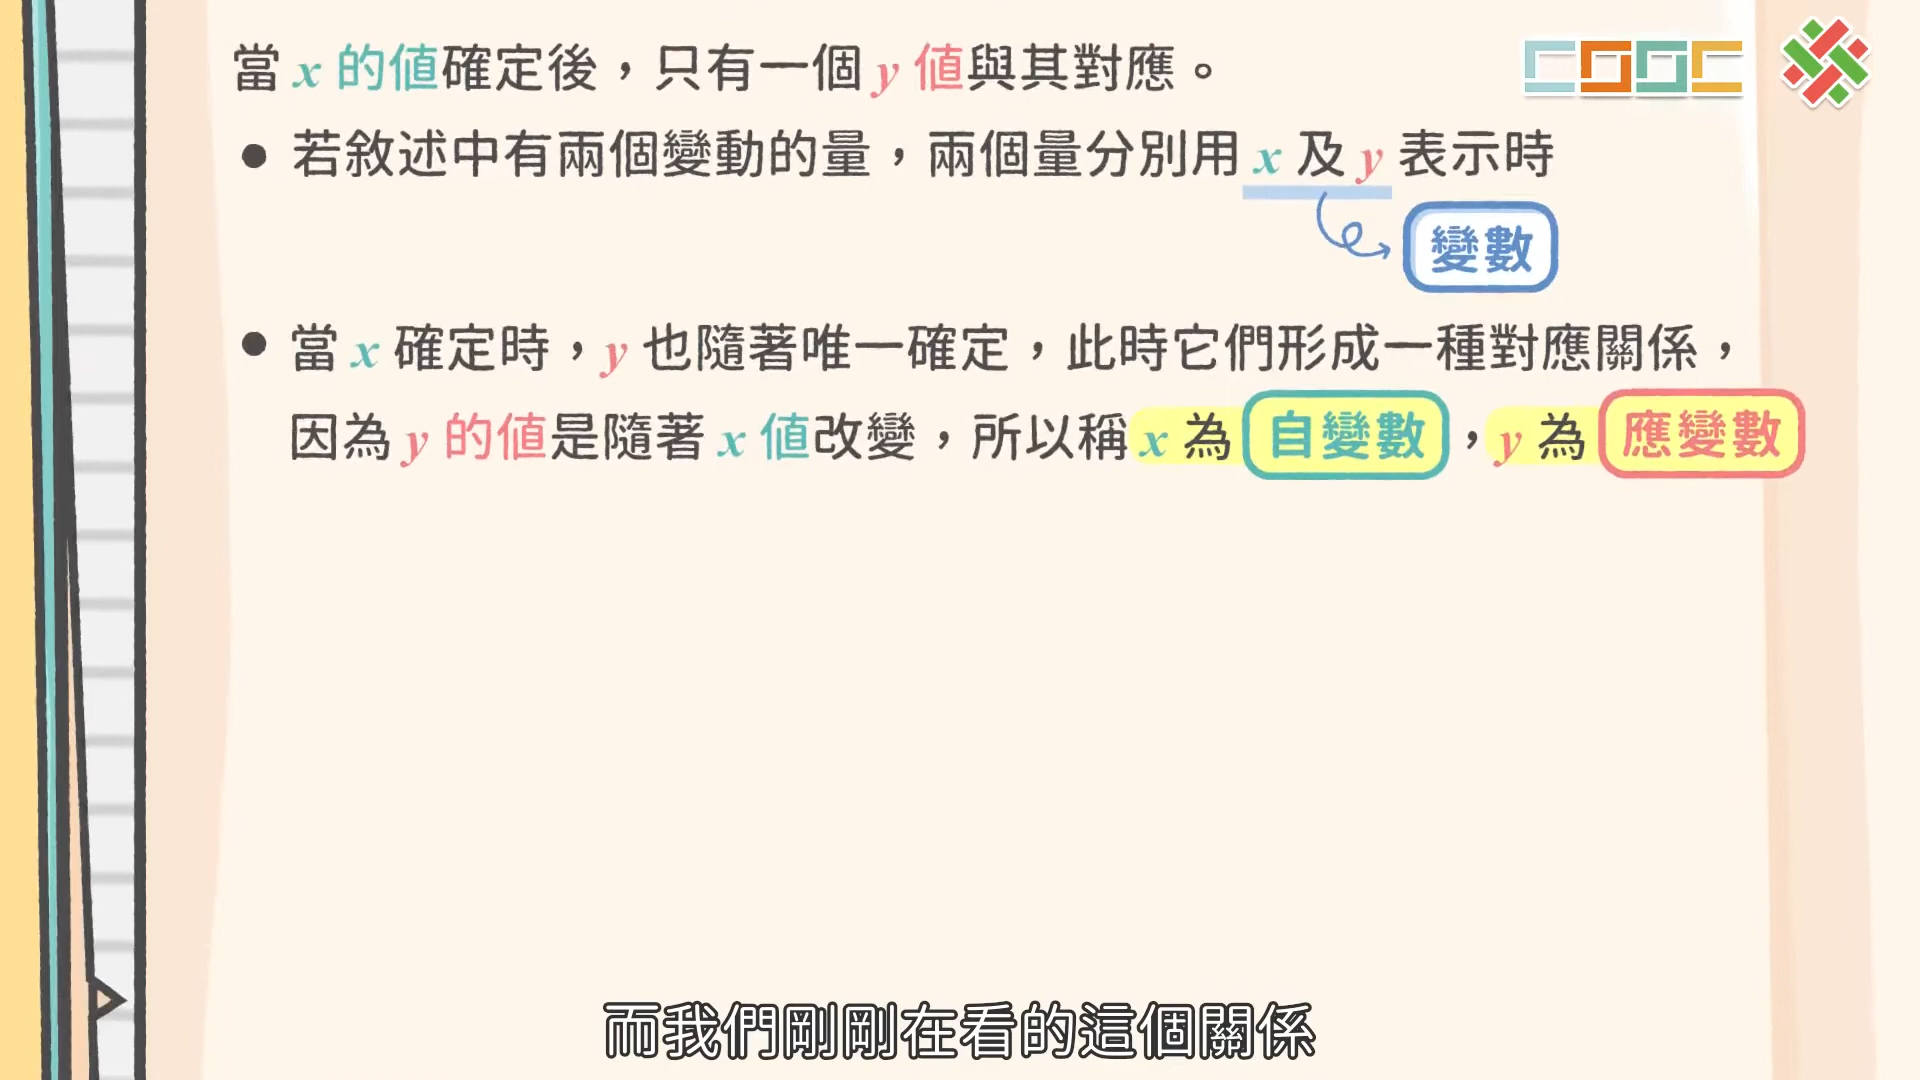 當 x 的值確定後，只有一個 y 值與其對應。
COOC
● 若敘述中有兩個變動的量，兩個量分別用 x 及 y 表示時
變數
● 當 x 確定時，y 也隨著唯一確定，此時它們形成一種對應關係，
因為 y 的值是隨著 x 值改變，所以稱 x 為 自變數，y 為 應變數
而我們剛剛在看的這個關係